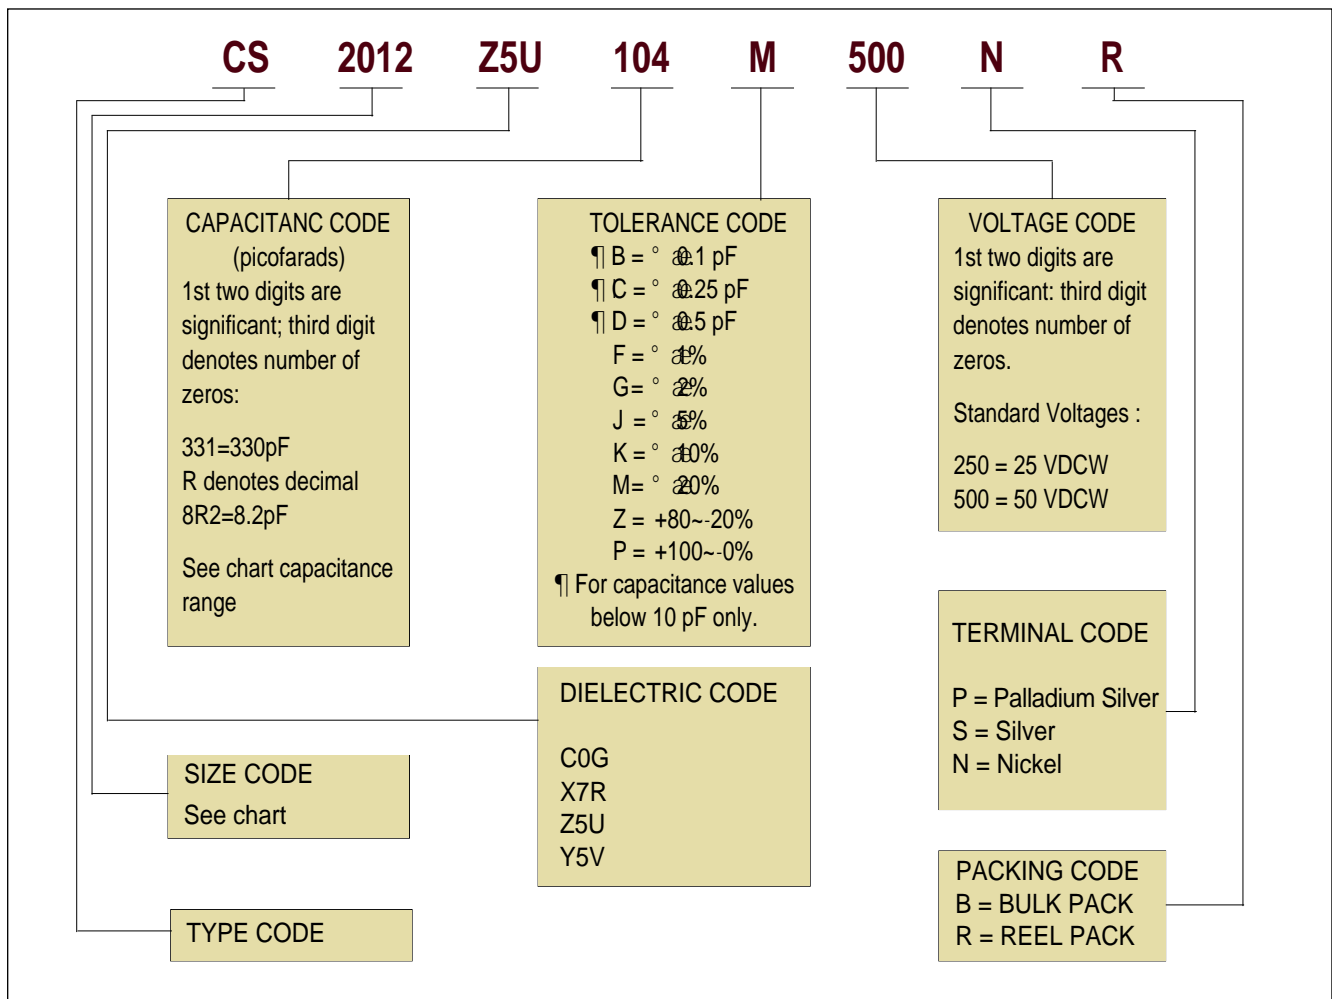 CS 2012 Z5U 104 M 500 N R
CAPACITANC CODE
(picofarads)
1st two digits are
significant; third digit
denotes number of
zeros:
331=330pF
R denotes decimal
8R2=8.2pF
See chart capacitance
range
TOLERANCE CODE
¶ B = ° 0.1 pF
¶ C = ° 0.25 pF
¶ D = ° 0.5 pF
F = ° 1%
G= ° 2%
J = ° 5%
K = ° 10%
M= ° 20%
Z = +80~-20%
P = +100~-0%
¶ For capacitance values
below 10 pF only.
VOLTAGE CODE
1st two digits are
significant: third digit
denotes number of
zeros.
Standard Voltages :
250 = 25 VDCW
500 = 50 VDCW
DIELECTRIC CODE
C0G
X7R
Z5U
Y5V
TERMINAL CODE
P = Palladium Silver
S = Silver
N = Nickel
SIZE CODE
See chart
TYPE CODE
PACKING CODE
B = BULK PACK
R = REEL PACK